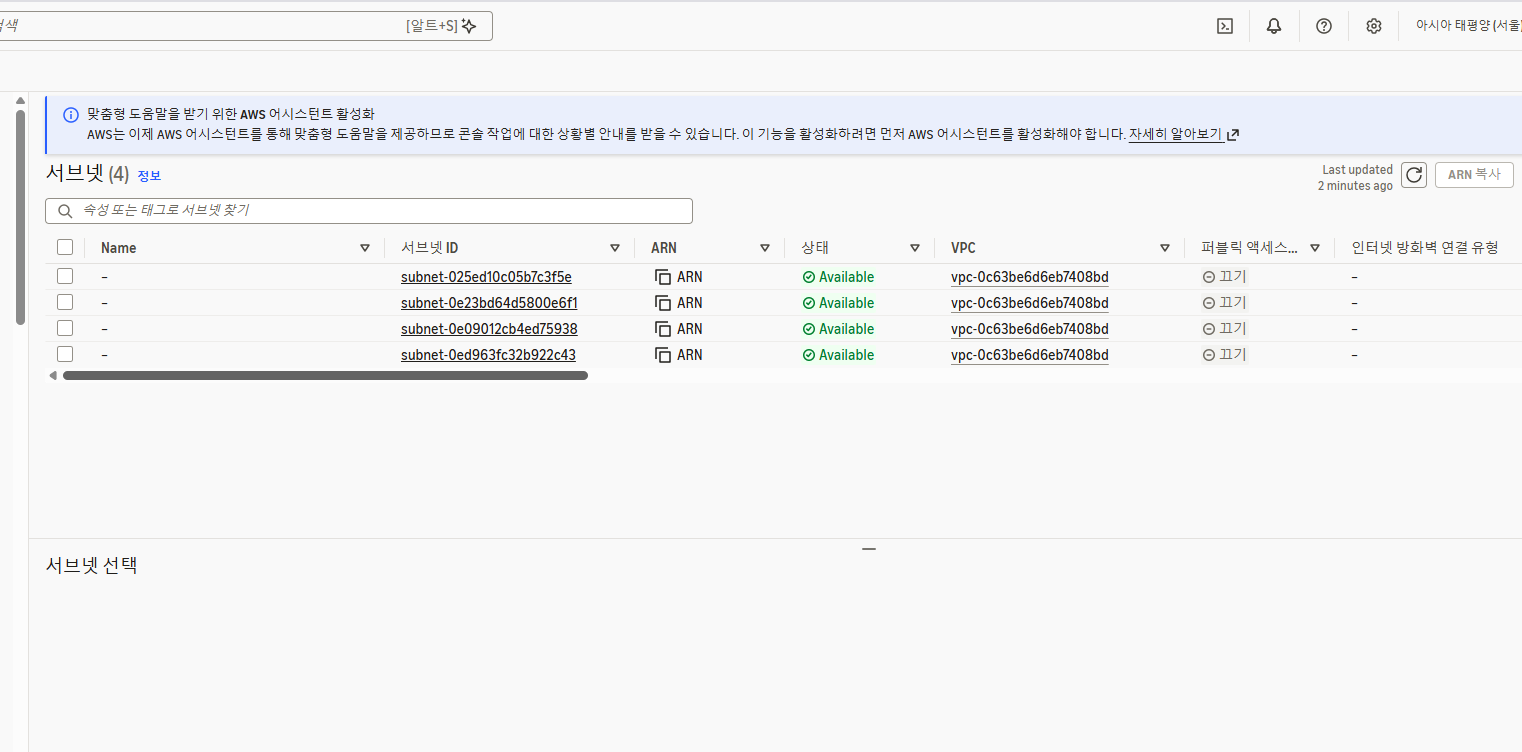 [알트+S]
아시아 태평양 (서울)
맞춤형 도움말을 받기 위한 AWS 어시스턴트 활성화
AWS는 이제 AWS 어시스턴트를 통해 맞춤형 도움말을 제공하므로 콘솔 작업에 대한 상황별 안내를 받을 수 있습니다. 이 기능을 활성화하려면 먼저 AWS 어시스턴트를 활성화해야 합니다. 자세히 알아보기
서브넷 (4) 정보
Last updated
2 minutes ago
ARN 복사
속성 또는 태그로 서브넷 찾기
Name 서브넷 ID ARN 상태 VPC 퍼블릭 액세스... 인터넷 방화벽 연결 유형
– subnet-025ed10c05b7c3f5e ARN Available vpc-0c63be6d6eb7408bd 끄기 –
– subnet-0e23bd64d5800e6f1 ARN Available vpc-0c63be6d6eb7408bd 끄기 –
– subnet-0e09012cb4ed75938 ARN Available vpc-0c63be6d6eb7408bd 끄기 –
– subnet-0ed963fc32b922c43 ARN Available vpc-0c63be6d6eb7408bd 끄기 –
서브넷 선택